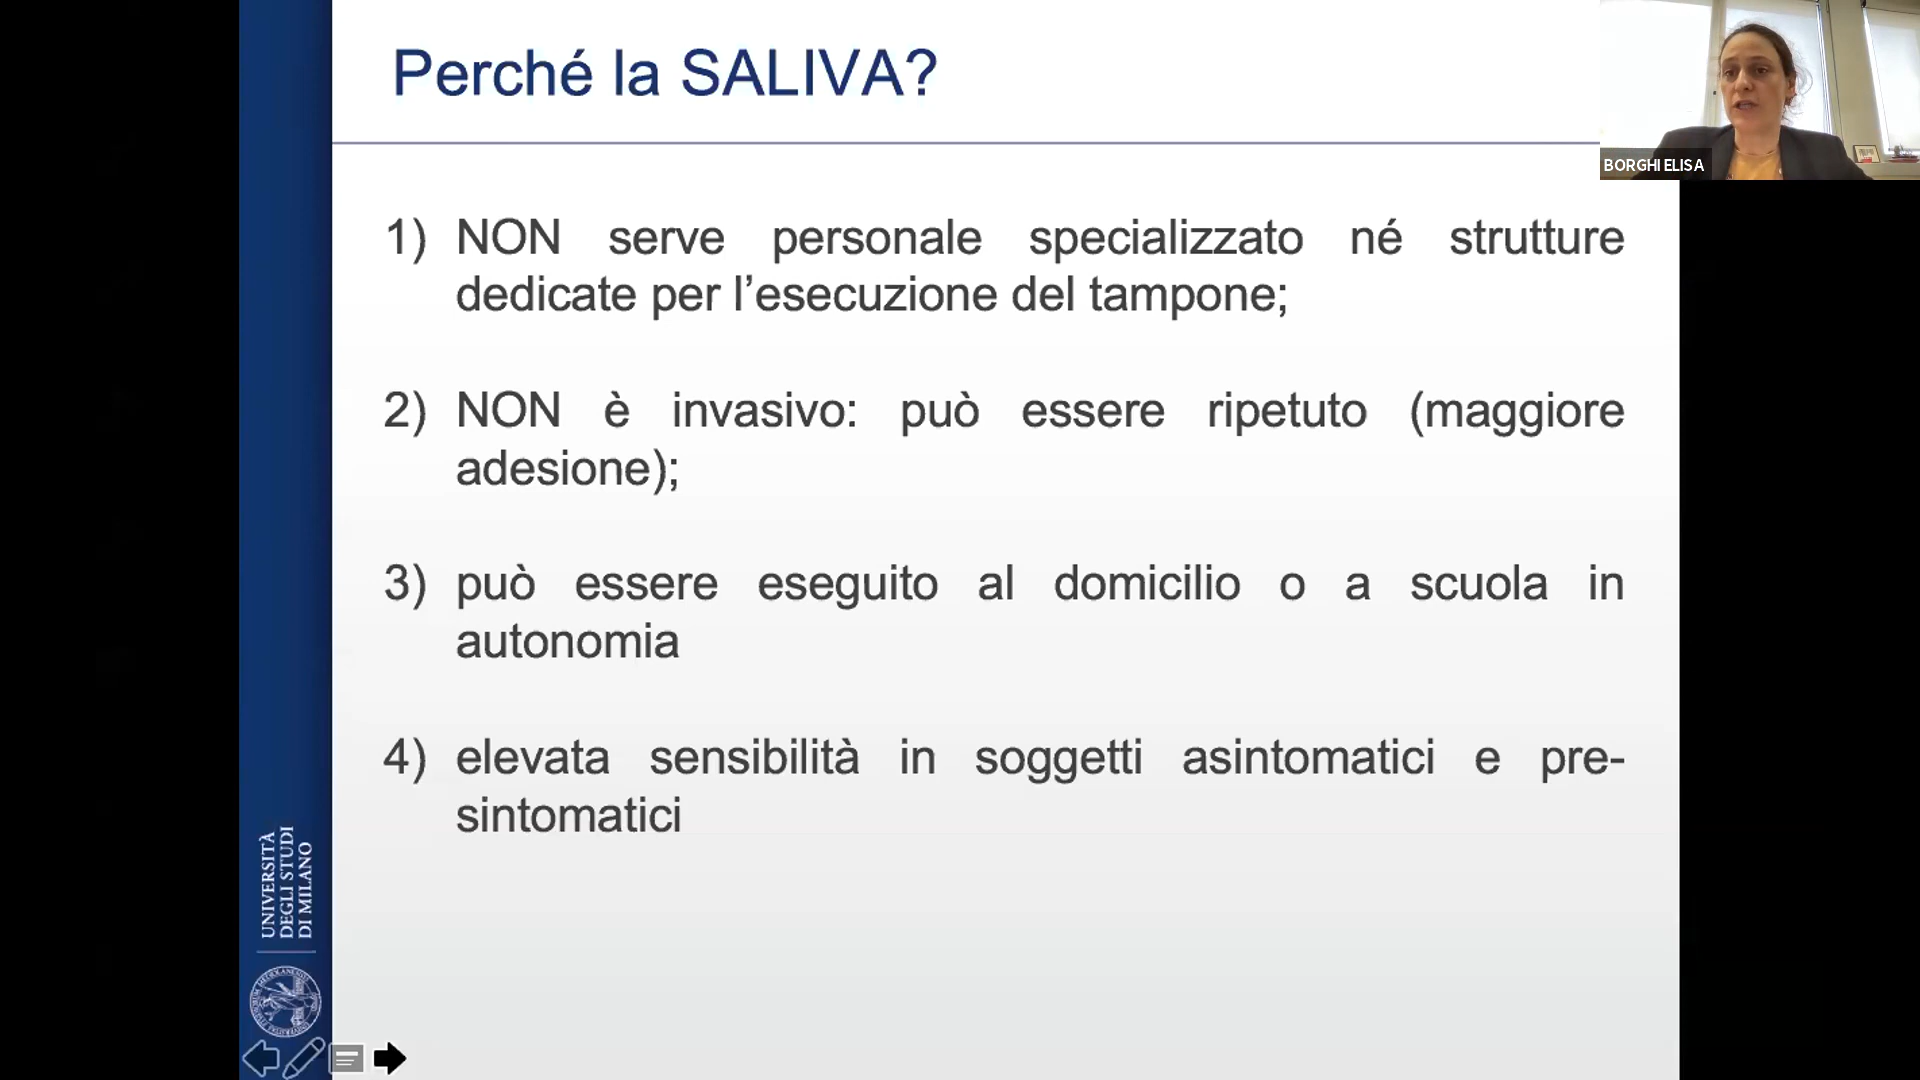 Perché la SALIVA?
BORGHI ELISA
1) NON serve personale specializzato né strutture
dedicate per l’esecuzione del tampone;
2) NON è invasivo: può essere ripetuto (maggiore
adesione);
3) può essere eseguito al domicilio o a scuola in
autonomia
4) elevata sensibilità in soggetti asintomatici e pre-
sintomatici
UNIVERSITÀ
DEGLI STUDI
DI MILANO